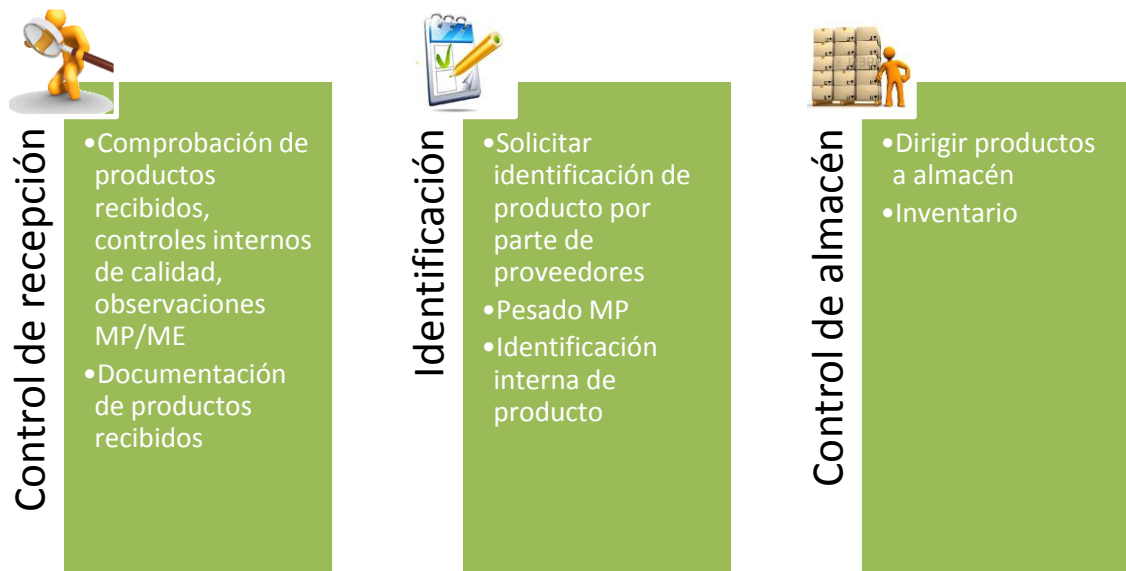 Control de recepción
•Comprobación de
productos
recibidos,
controles internos
de calidad,
observaciones
MP/ME
•Documentación
de productos
recibidos
Identificación
•Solicitar
identificación de
producto por
parte de
proveedores
•Pesado MP
•Identificación
interna de
producto
Control de almacén
•Dirigir productos
a almacén
•Inventario